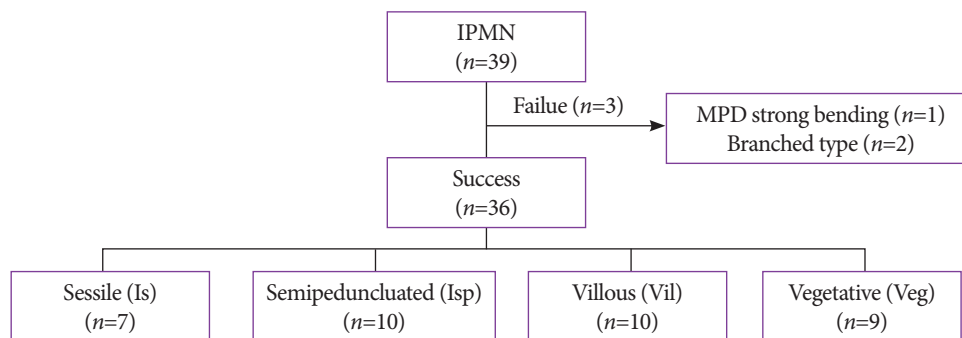 IPMN
(n=39)
Failue (n=3)
MPD strong bending (n=1)
Branched type (n=2)
Success
(n=36)
Sessile (Is)
(n=7)
Semipeduncluated (Isp)
(n=10)
Villous (Vil)
(n=10)
Vegetative (Veg)
(n=9)